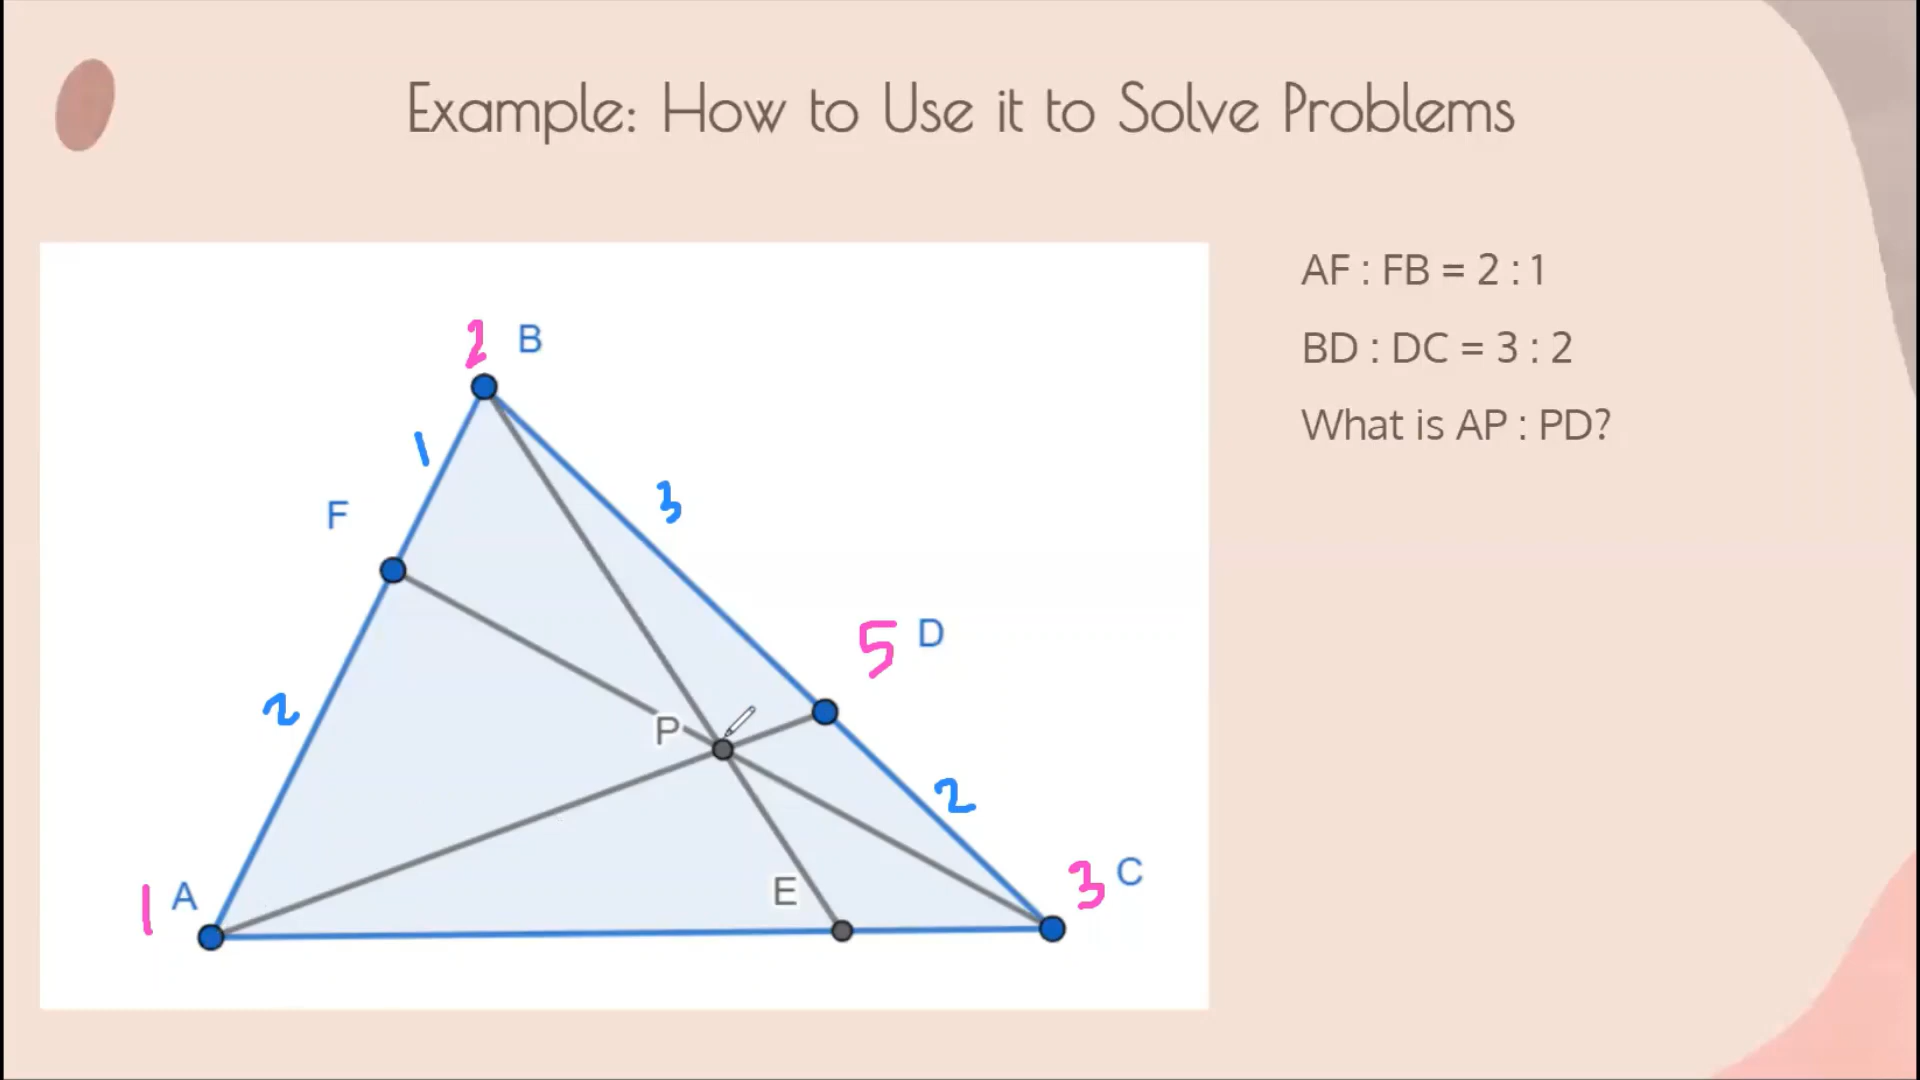 Example: How to Use it to Solve Problems
AF : FB = 2 : 1
BD : DC = 3 : 2
What is AP : PD?
2 B
1
3
F
5 D
2
P
2
E
3 C
1 A